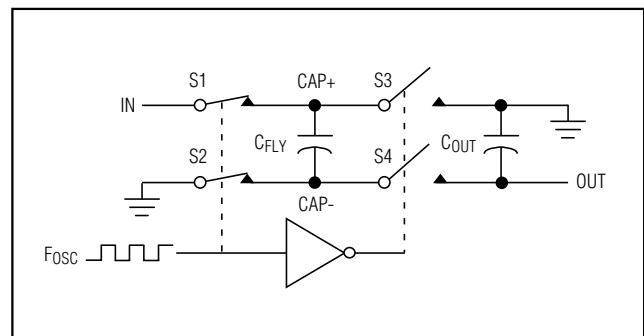 S1
CAP+
S3
IN
CFLY
COUT
S2
S4
OUT
CAP-
FOSC